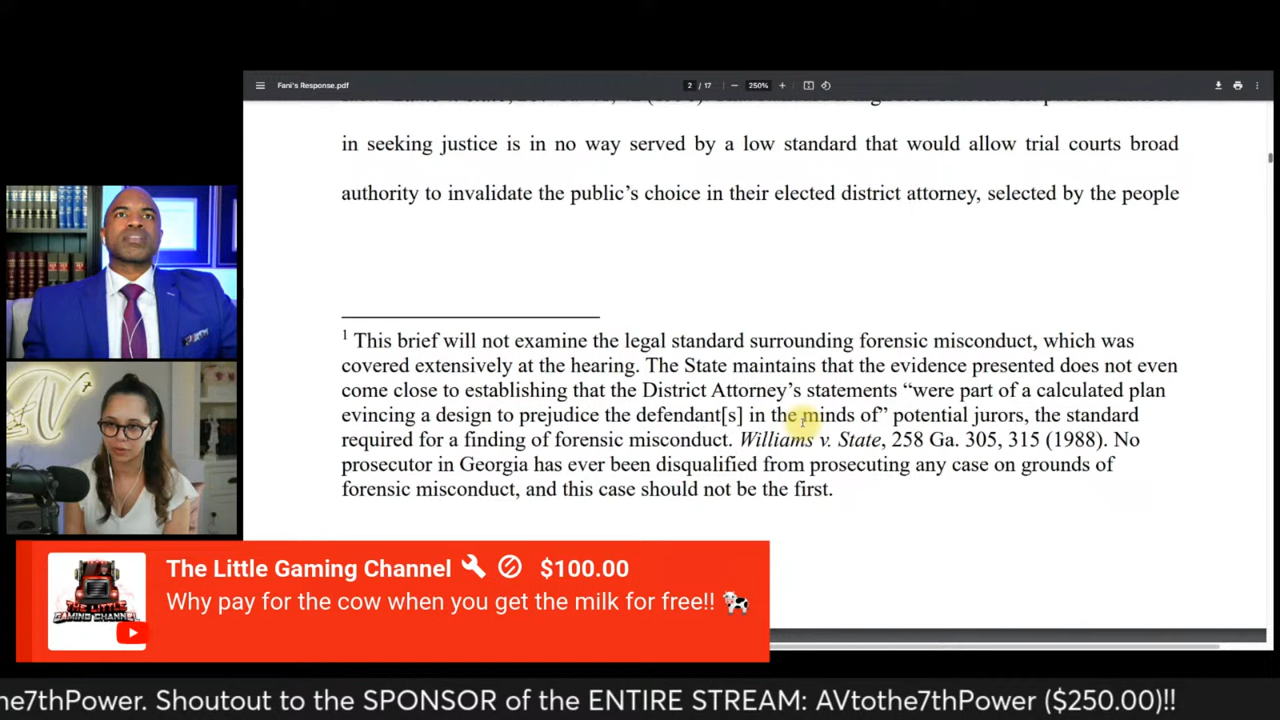 Fani's Response.pdf
2 / 17
250%
in seeking justice is in no way served by a low standard that would allow trial courts broad
authority to invalidate the public’s choice in their elected district attorney, selected by the people
1 This brief will not examine the legal standard surrounding forensic misconduct, which was
covered extensively at the hearing. The State maintains that the evidence presented does not even
come close to establishing that the District Attorney’s statements “were part of a calculated plan
evincing a design to prejudice the defendant[s] in the minds of” potential jurors, the standard
required for a finding of forensic misconduct. Williams v. State, 258 Ga. 305, 315 (1988). No
prosecutor in Georgia has ever been disqualified from prosecuting any case on grounds of
forensic misconduct, and this case should not be the first.
AV7
THE LITTLE
GAMING CHANNEL
The Little Gaming Channel $100.00
Why pay for the cow when you get the milk for free!! 🐄
he7thPower. Shoutout to the SPONSOR of the ENTIRE STREAM: AVtothe7thPower ($250.00)!!